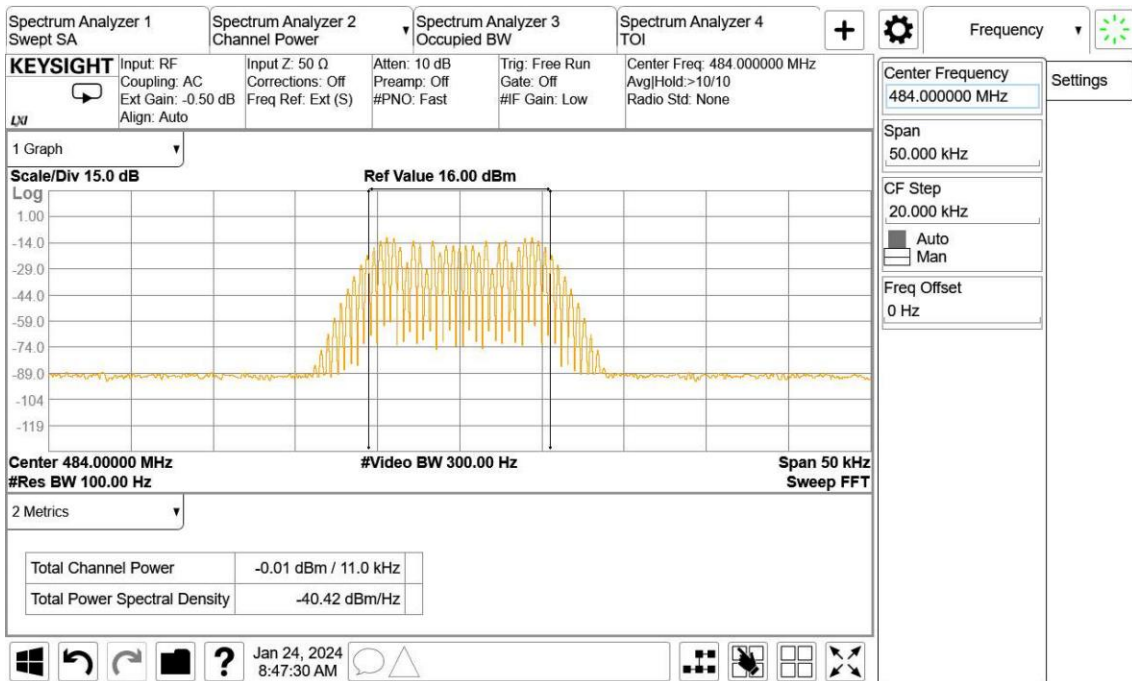 Spectrum Analyzer 1
Swept SA
Spectrum Analyzer 2
Channel Power
Spectrum Analyzer 3
Occupied BW
Spectrum Analyzer 4
TOI
+
Frequency
KEYSIGHT
LXI
Input: RF
Coupling: AC
Ext Gain: -0.50 dB
Align: Auto
Input Z: 50 Ω
Corrections: Off
Freq Ref: Ext (S)
Atten: 10 dB
Preamp: Off
#PNO: Fast
Trig: Free Run
Gate: Off
#IF Gain: Low
Center Freq: 484.000000 MHz
Avg|Hold:>10/10
Radio Std: None
Center Frequency
484.000000 MHz
Settings
Span
50.000 kHz
CF Step
20.000 kHz
Auto
Man
Freq Offset
0 Hz
1 Graph
Scale/Div 15.0 dB
Ref Value 16.00 dBm
Log
1.00
-14.0
-29.0
-44.0
-59.0
-74.0
-89.0
-104
-119
Center 484.00000 MHz
#Video BW 300.00 Hz
Span 50 kHz
#Res BW 100.00 Hz
Sweep FFT
2 Metrics
Total Channel Power -0.01 dBm / 11.0 kHz
Total Power Spectral Density -40.42 dBm/Hz
?
Jan 24, 2024
8:47:30 AM